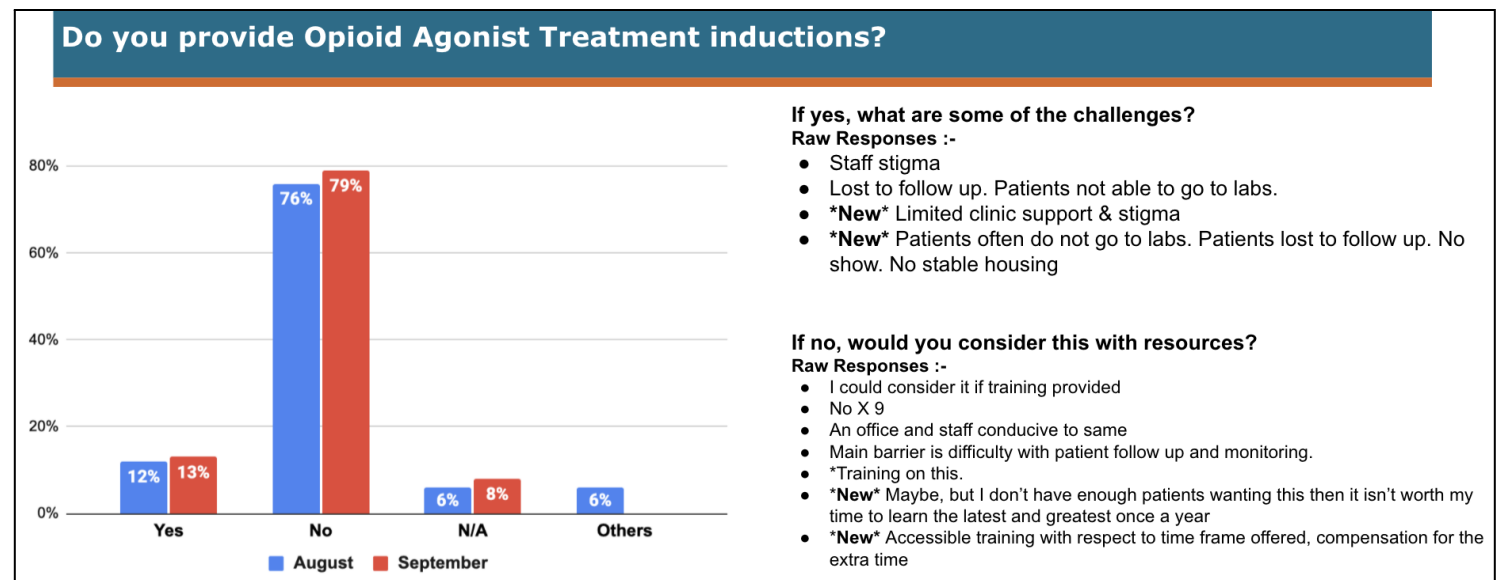 Do you provide Opioid Agonist Treatment inductions?
80%
60%
40%
20%
0%
76%
79%
12%
13%
6%
8%
6%
Yes
No
N/A
Others
August
September
If yes, what are some of the challenges?
Raw Responses :-
● Staff stigma
● Lost to follow up. Patients not able to go to labs.
● *New* Limited clinic support & stigma
● *New* Patients often do not go to labs. Patients lost to follow up. No
show. No stable housing
If no, would you consider this with resources?
Raw Responses :-
● I could consider it if training provided
● No X 9
● An office and staff conducive to same
● Main barrier is difficulty with patient follow up and monitoring.
● *Training on this.
● *New* Maybe, but I don’t have enough patients wanting this then it isn’t worth my
time to learn the latest and greatest once a year
● *New* Accessible training with respect to time frame offered, compensation for the
extra time